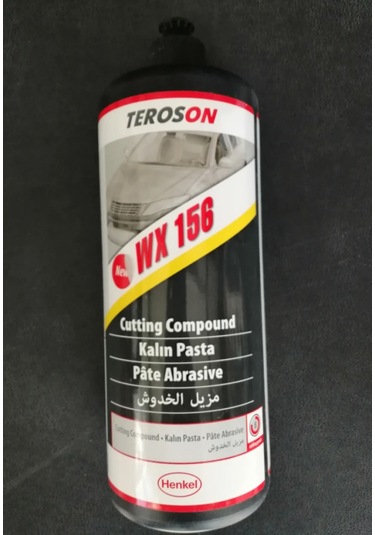 TEROSON
New
WX 156
Cutting Compound
Kalın Pasta
Pâte Abrasive
مزيل الخدوش
Cutting Compound • Kalın Pasta • Pâte Abrasive
مزيل الخدوش
Henkel